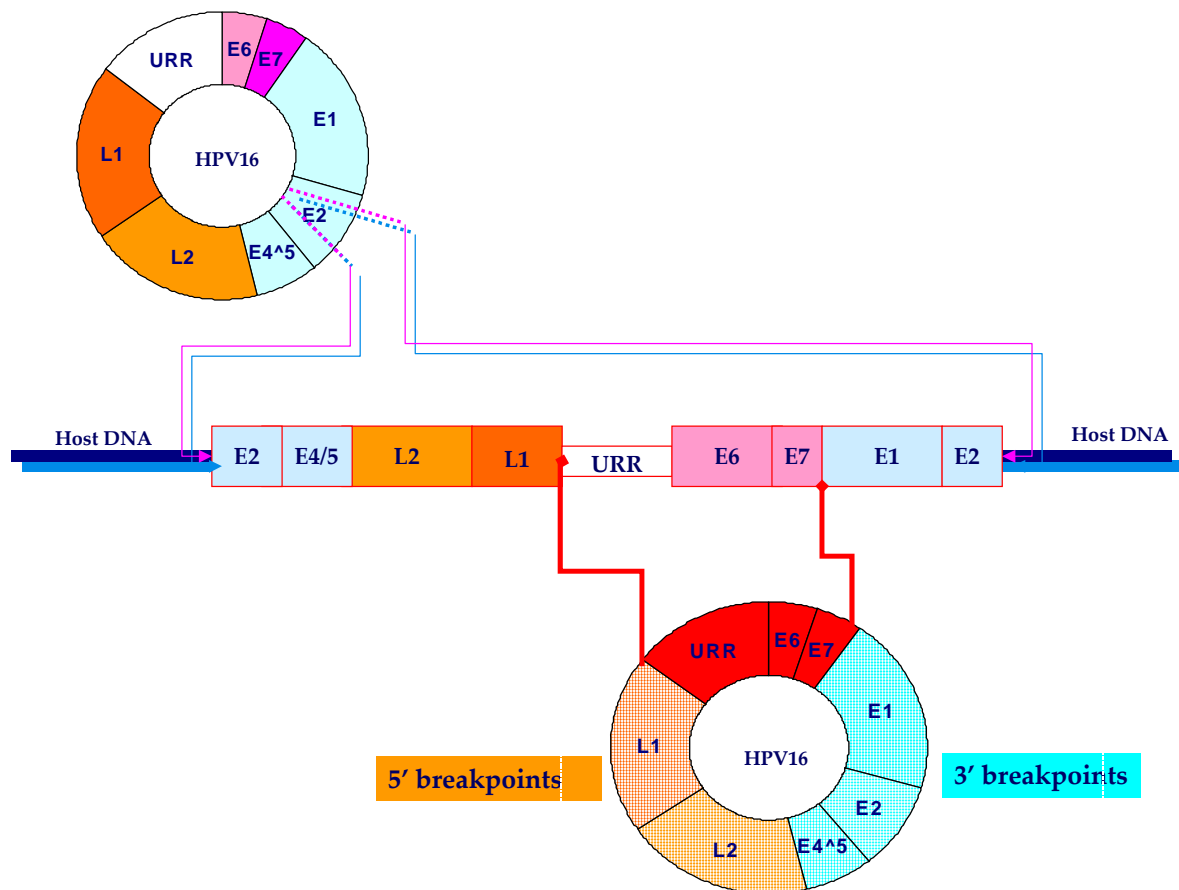 URR
E6
E7
E1
L1
HPV16
E2
L2
E4^5
Host DNA
Host DNA
E2
E4/5
L2
L1
URR
E6
E7
E1
E2
E6
URR
E7
E1
L1
HPV16
5’ breakpoints
3’ breakpoints
E2
L2
E4^5